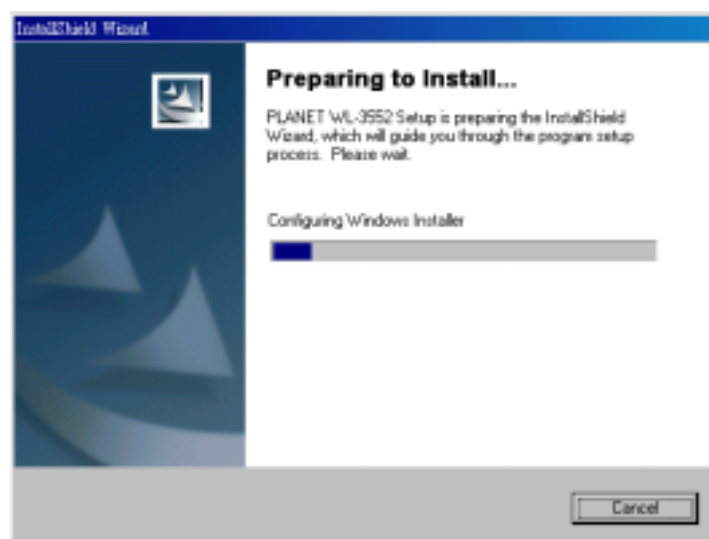 InstallShield Wizard
Preparing to Install...
PLANET WL-3552 Setup is preparing the InstallShield
Wizard, which will guide you through the program setup
process. Please wait.
Configuring Windows Installer
Cancel